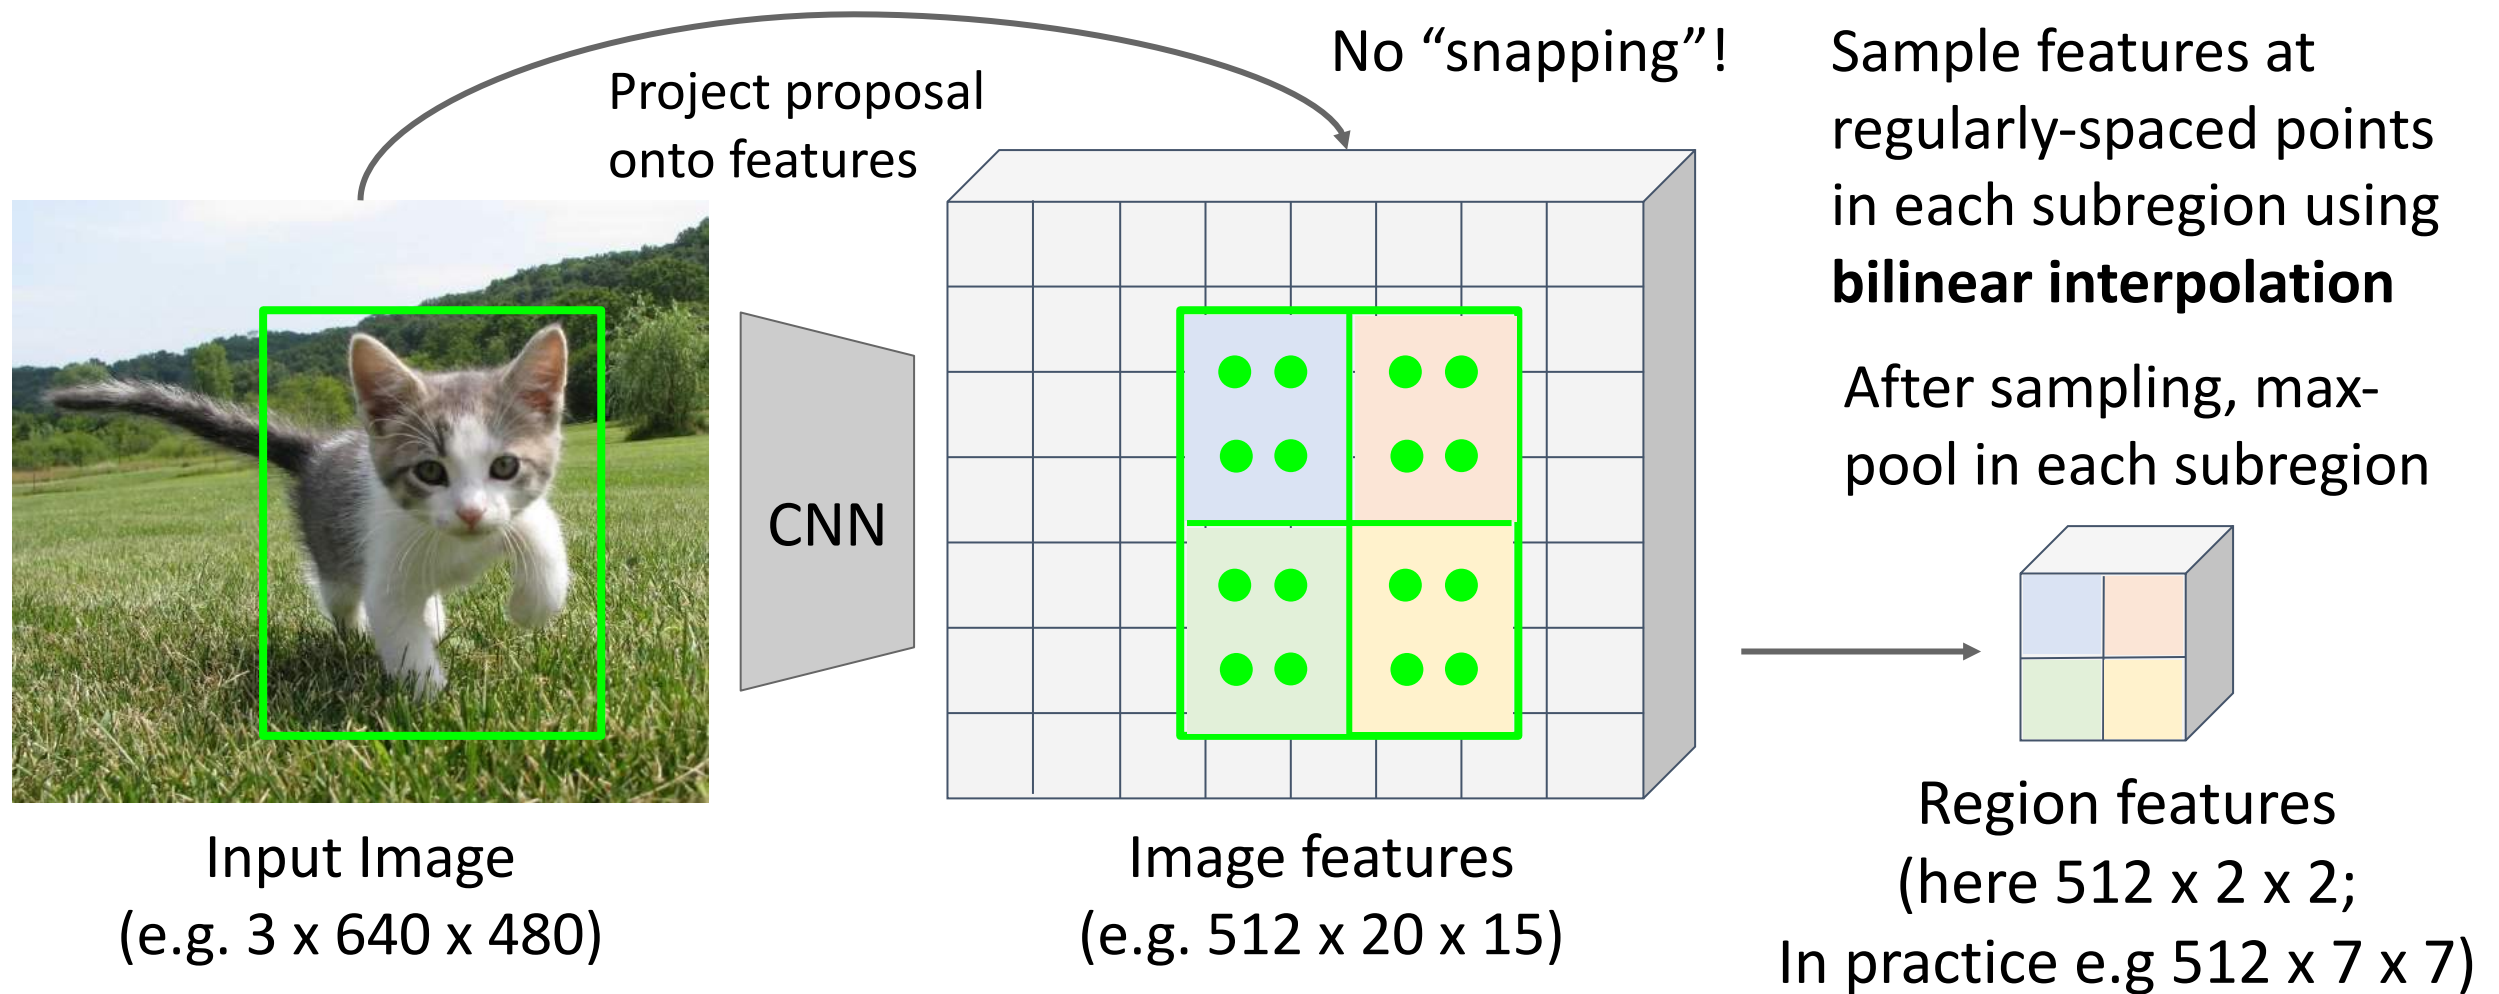 Project proposal
onto features
No “snapping”!
Sample features at
regularly-spaced points
in each subregion using
bilinear interpolation
After sampling, max-
pool in each subregion
CNN
Input Image
(e.g. 3 x 640 x 480)
Image features
(e.g. 512 x 20 x 15)
Region features
(here 512 x 2 x 2;
In practice e.g 512 x 7 x 7)